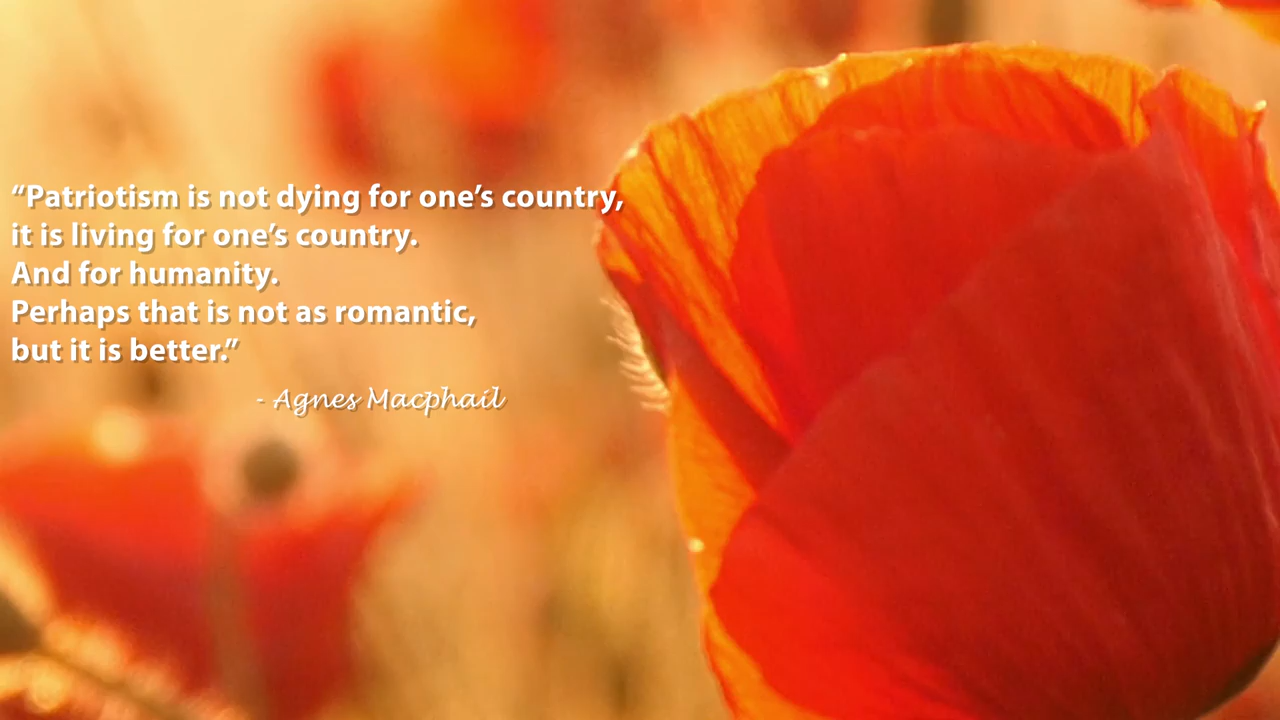 “Patriotism is not dying for one’s country,
it is living for one’s country.
And for humanity.
Perhaps that is not as romantic,
but it is better.”
- Agnes Macphail